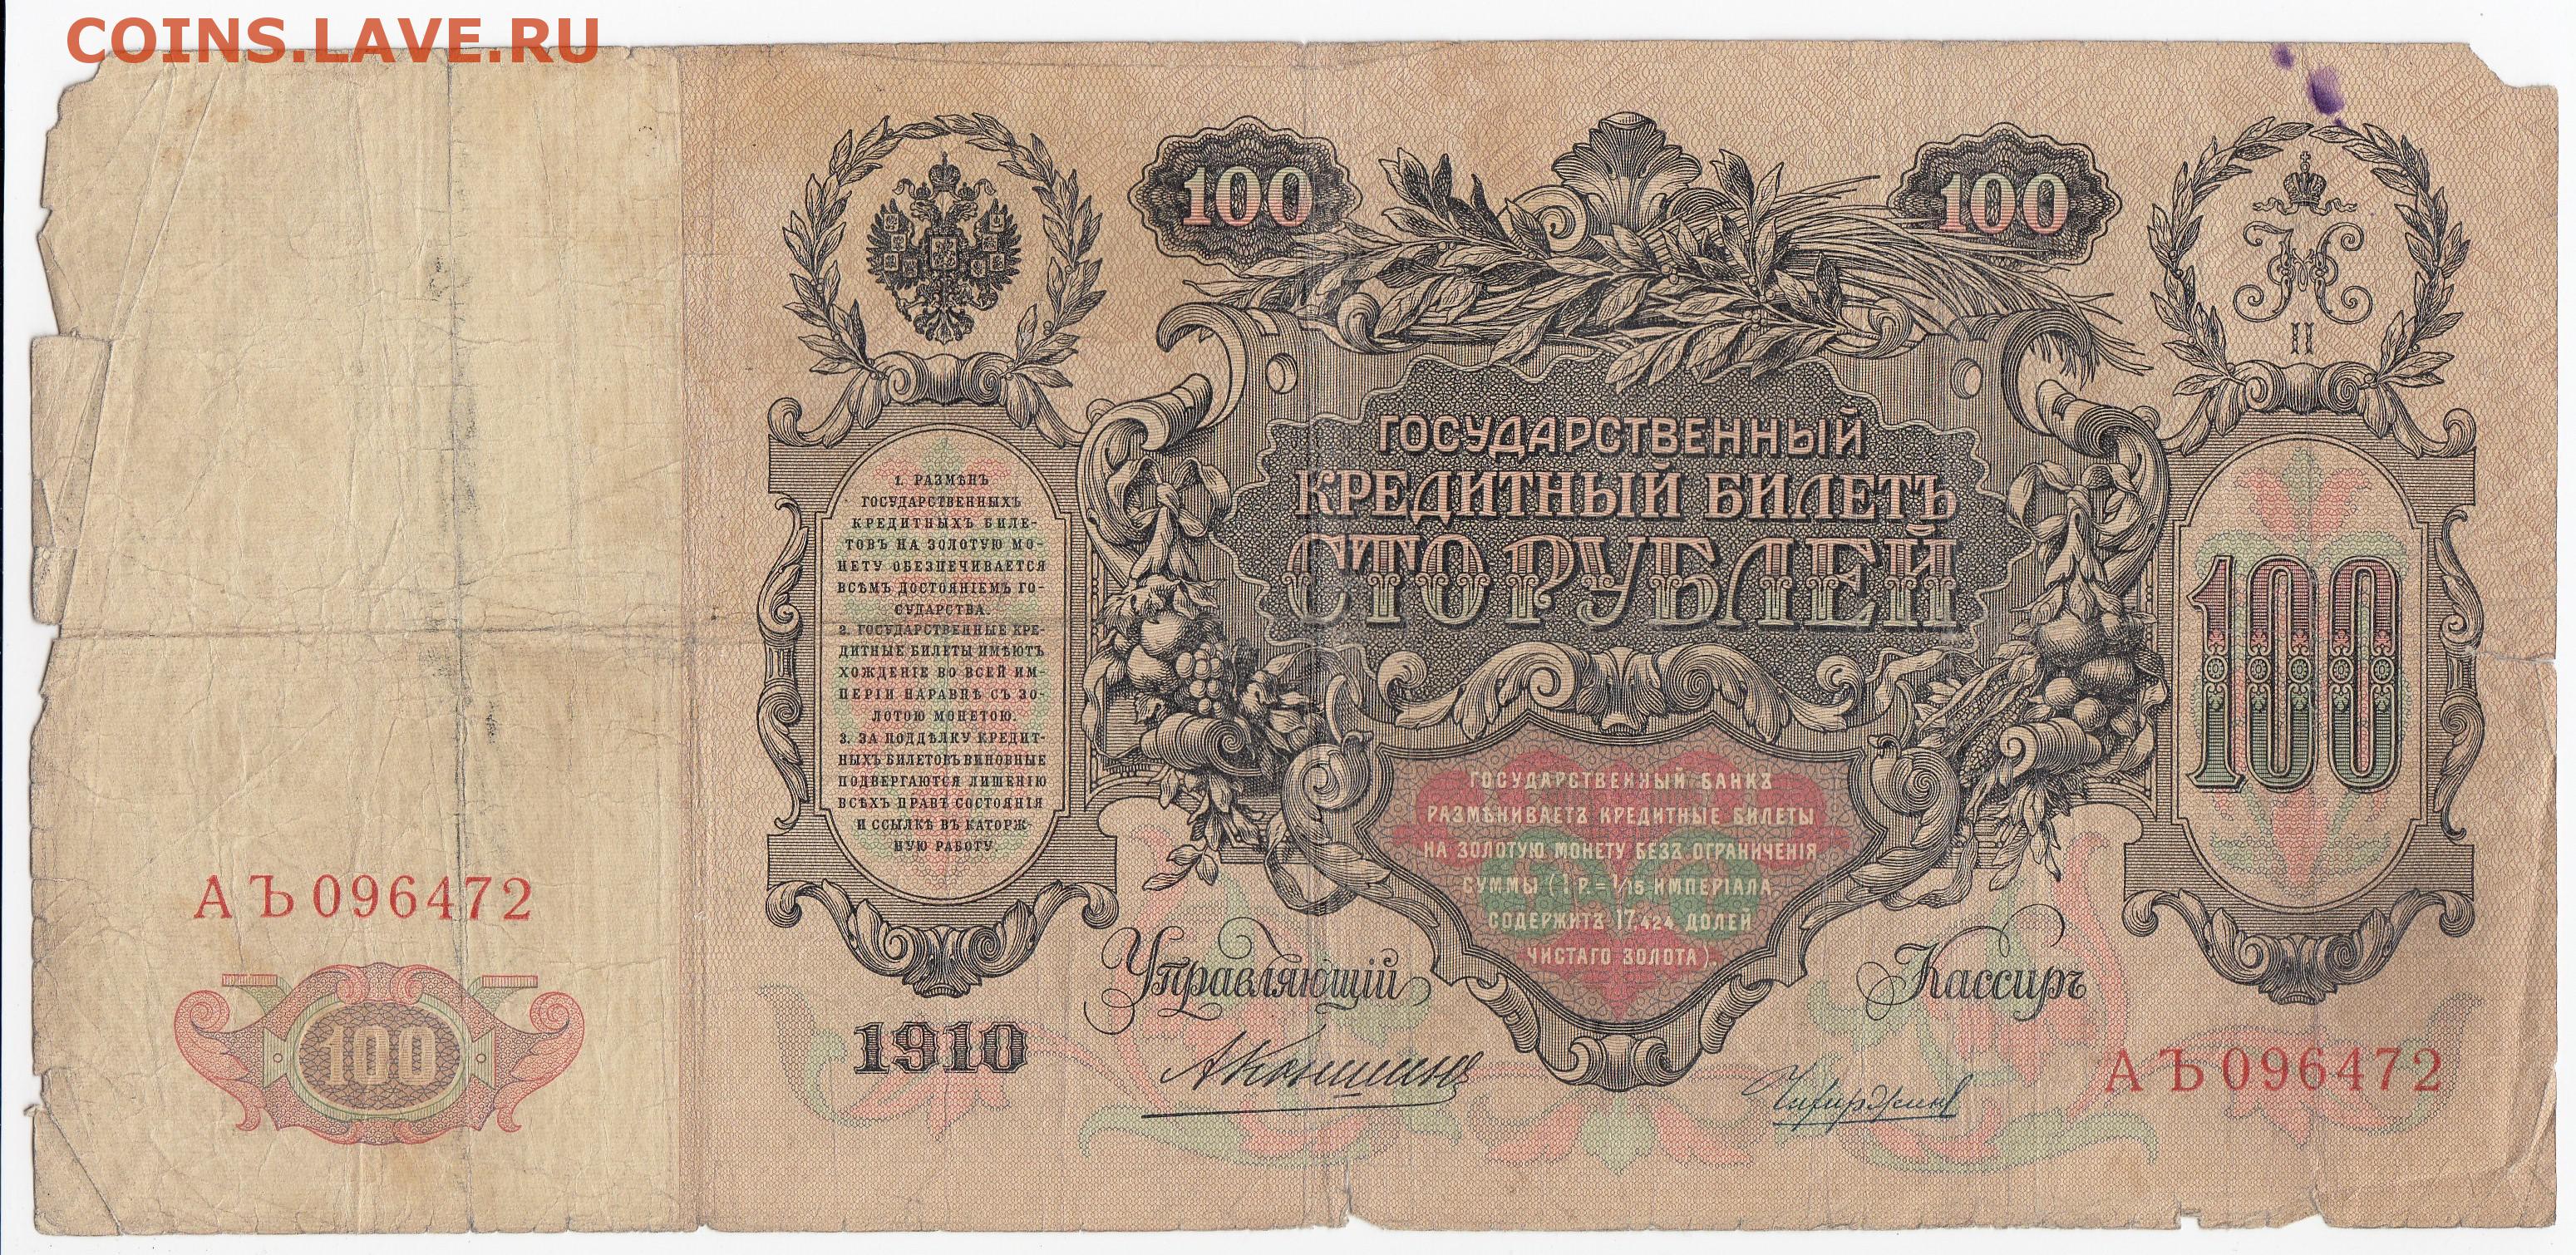 COINS.LAVE.RU
100
100
II
1. РАЗМѢНЪ
ГОСУДАРСТВЕННЫХЪ
КРЕДИТНЫХЪ БИЛЕ-
ТОВЪ НА ЗОЛОТУЮ МО-
НЕТУ ОБЕЗПЕЧИВАЕТСЯ
ВСѢМЪ ДОСТОЯНІЕМЪ ГО-
СУДАРСТВА.
2. ГОСУДАРСТВЕННЫЕ КРЕ-
ДИТНЫЕ БИЛЕТЫ ИМѢЮТЪ
ХОЖДЕНІЕ ВО ВСЕЙ ИМ-
ПЕРІИ НАРАВНѢ СЪ ЗО-
ЛОТОЮ МОНЕТОЮ.
3. ЗА ПОДДѢЛКУ КРЕДИТ-
НЫХЪ БИЛЕТОВЪ ВИНОВНЫЕ
ПОДВЕРГАЮТСЯ ЛИШЕНІЮ
ВСѢХЪ ПРАВЪ СОСТОЯНІЯ
И ССЫЛКѢ ВЪ КАТОРЖ-
НУЮ РАБОТУ.
ГОСУДАРСТВЕННЫЙ
КРЕДИТНЫЙ БИЛЕТЪ
СТО РУБЛЕЙ
100
ГОСУДАРСТВЕННЫЙ БАНКЪ
РАЗМѢНИВАЕТЪ КРЕДИТНЫЕ БИЛЕТЫ
НА ЗОЛОТУЮ МОНЕТУ БЕЗЪ ОГРАНИЧЕНІЯ
СУММЫ (1 Р. = 1/15 ИМПЕРІАЛА,
СОДЕРЖИТЪ 17,424 ДОЛЕЙ
ЧИСТАГО ЗОЛОТА).
АЪ 096472
100
Управляющій
Кассиръ
1910
АКоншинъ
АЪ 096472